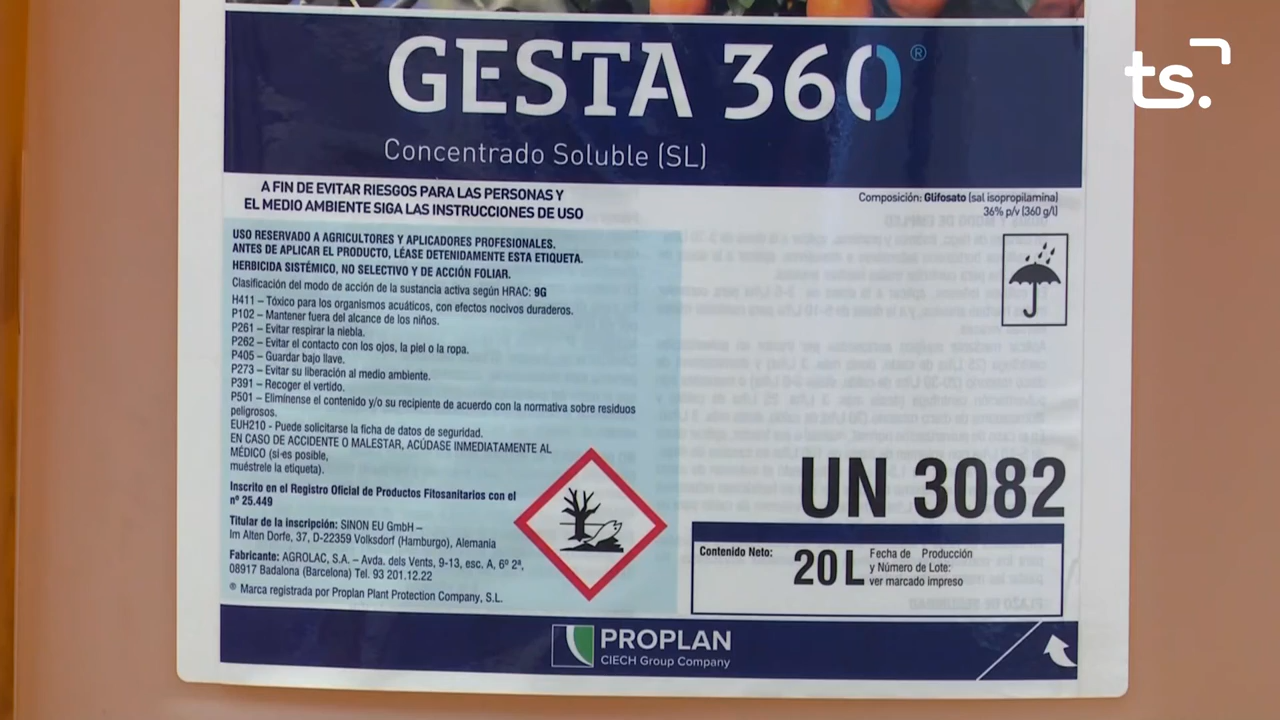 GESTA 360®
ts.
Concentrado Soluble (SL)
A FIN DE EVITAR RIESGOS PARA LAS PERSONAS Y
EL MEDIO AMBIENTE SIGA LAS INSTRUCCIONES DE USO
Composición: Glifosato (sal isopropilamina)
36% p/v (360 g/l)
USO RESERVADO A AGRICULTORES Y APLICADORES PROFESIONALES.
ANTES DE APLICAR EL PRODUCTO, LÉASE DETENIDAMENTE ESTA ETIQUETA.
HERBICIDA SISTÉMICO, NO SELECTIVO Y DE ACCIÓN FOLIAR.
Clasificación del modo de acción de la sustancia activa según HRAC: 9G
H411 – Tóxico para los organismos acuáticos, con efectos nocivos duraderos.
P102 – Mantener fuera del alcance de los niños.
P261 – Evitar respirar la niebla.
P262 – Evitar el contacto con los ojos, la piel o la ropa.
P405 – Guardar bajo llave.
P273 – Evitar su liberación al medio ambiente.
P391 – Recoger el vertido.
P501 – Elimínense el contenido y/o su recipiente de acuerdo con la normativa sobre residuos
peligrosos.
EUH210 - Puede solicitarse la ficha de datos de seguridad.
EN CASO DE ACCIDENTE O MALESTAR, ACÚDASE INMEDIATAMENTE AL
MÉDICO (si es posible,
muéstrele la etiqueta).
Inscrito en el Registro Oficial de Productos Fitosanitarios con el
nº 25.449
Titular de la inscripción: SINON EU GmbH –
Im Alten Dorfe, 37, D-22359 Volksdorf (Hamburgo), Alemania
Fabricante: AGROLAC, S.A. – Avda. dels Vents, 9-13, esc. A, 6º 2ª,
08917 Badalona (Barcelona) Tel. 93 201.12.22
® Marca registrada por Proplan Plant Protection Company, S.L.
UN 3082
Contenido Neto: 20 L
Fecha de Producción
y Número de Lote:
ver marcado impreso
PROPLAN
CIECH Group Company